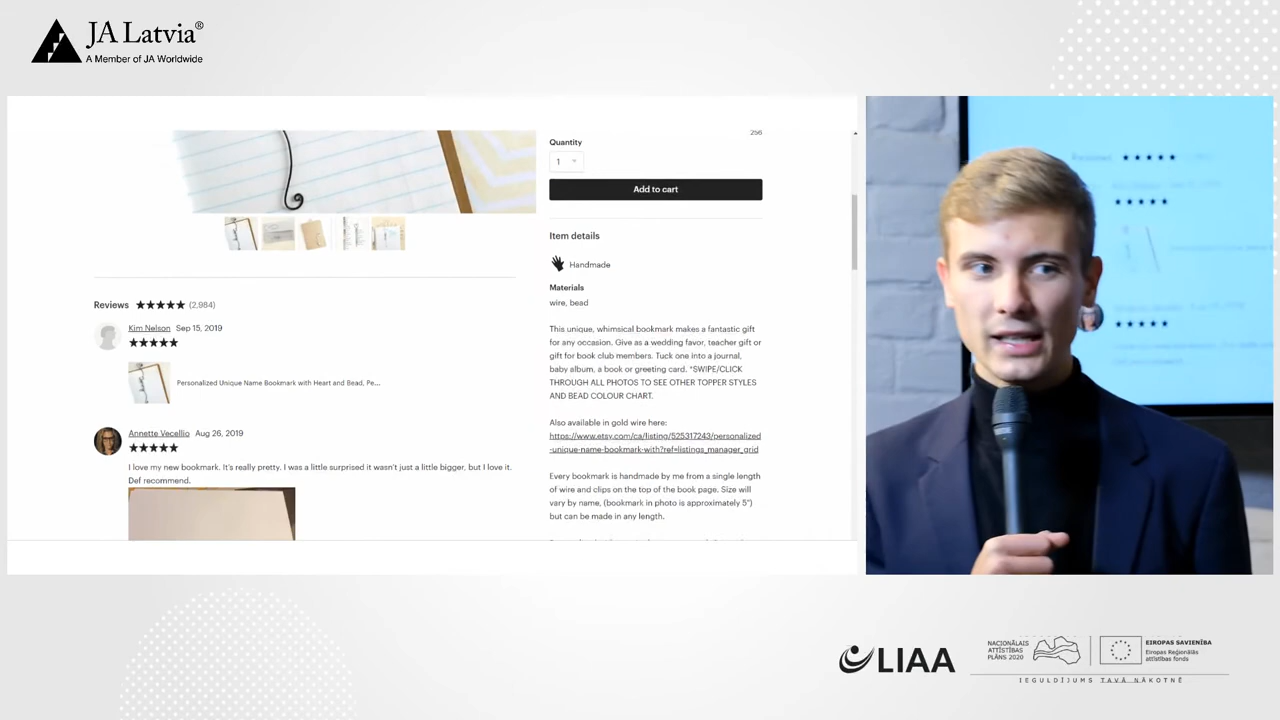 JA Latvia®
A Member of JA Worldwide
256
Quantity
1
Add to cart
Item details
Handmade
Materials
wire, bead
This unique, whimsical bookmark makes a fantastic gift
for any occasion. Give as a wedding favor, teacher gift or
gift for book club members. Tuck one into a journal,
baby album, a book or greeting card. *SWIPE/CLICK
THROUGH ALL PHOTOS TO SEE OTHER TOPPER STYLES
AND BEAD COLOUR CHART.
Also available in gold wire here:
https://www.etsy.com/ca/listing/525317243/personalized
-unique-name-bookmark-with?ref=listings_manager_grid
Every bookmark is handmade by me from a single length
of wire and clips on the top of the book page. Size will
vary by name, (bookmark in photo is approximately 5")
but can be made in any length.
Reviews ★★★★★ (2,984)
Kim Nelson Sep 15, 2019
★★★★★
Personalized Unique Name Bookmark with Heart and Bead, Pe...
Annette Vecellio Aug 26, 2019
★★★★★
I love my new bookmark. It's really pretty. I was a little surprised it wasn't just a little bigger, but I love it.
Def recommend.
LIAA
NACIONĀLAIS
ATTĪSTĪBAS
PLĀNS 2020
EIROPAS SAVIENĪBA
Eiropas Reģionālās
attīstības fonds
IEGULDĪJUMS TAVĀ NĀKOTNĒ